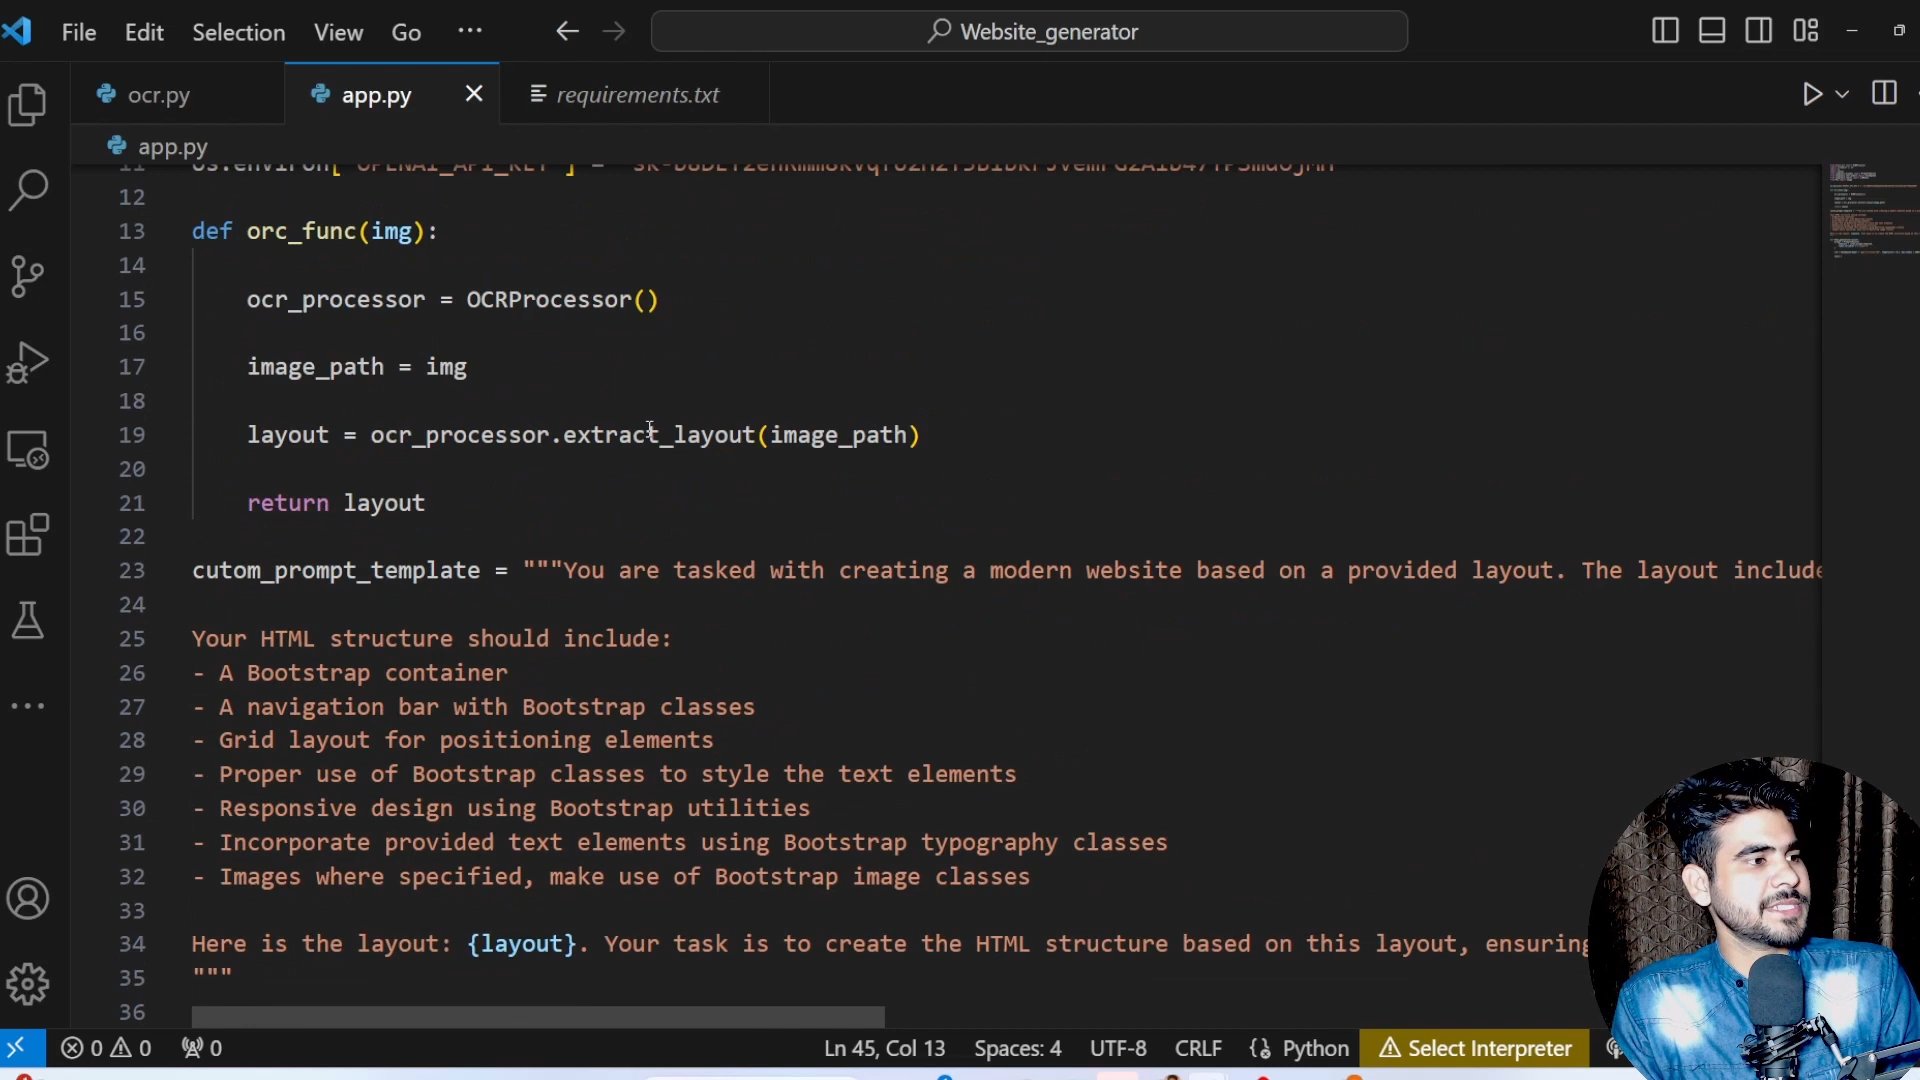 File Edit Selection View Go ···
Website_generator
ocr.py app.py requirements.txt
app.py
12
13 def orc_func(img):
14
15 ocr_processor = OCRProcessor()
16
17 image_path = img
18
19 layout = ocr_processor.extract_layout(image_path)
20
21 return layout
22
23 cutom_prompt_template = """You are tasked with creating a modern website based on a provided layout. The layout include
24
25 Your HTML structure should include:
26 - A Bootstrap container
27 - A navigation bar with Bootstrap classes
28 - Grid layout for positioning elements
29 - Proper use of Bootstrap classes to style the text elements
30 - Responsive design using Bootstrap utilities
31 - Incorporate provided text elements using Bootstrap typography classes
32 - Images where specified, make use of Bootstrap image classes
33
34 Here is the layout: {layout}. Your task is to create the HTML structure based on this layout, ensuring
35 """
36
0 0 0 Ln 45, Col 13 Spaces: 4 UTF-8 CRLF Python Select Interpreter